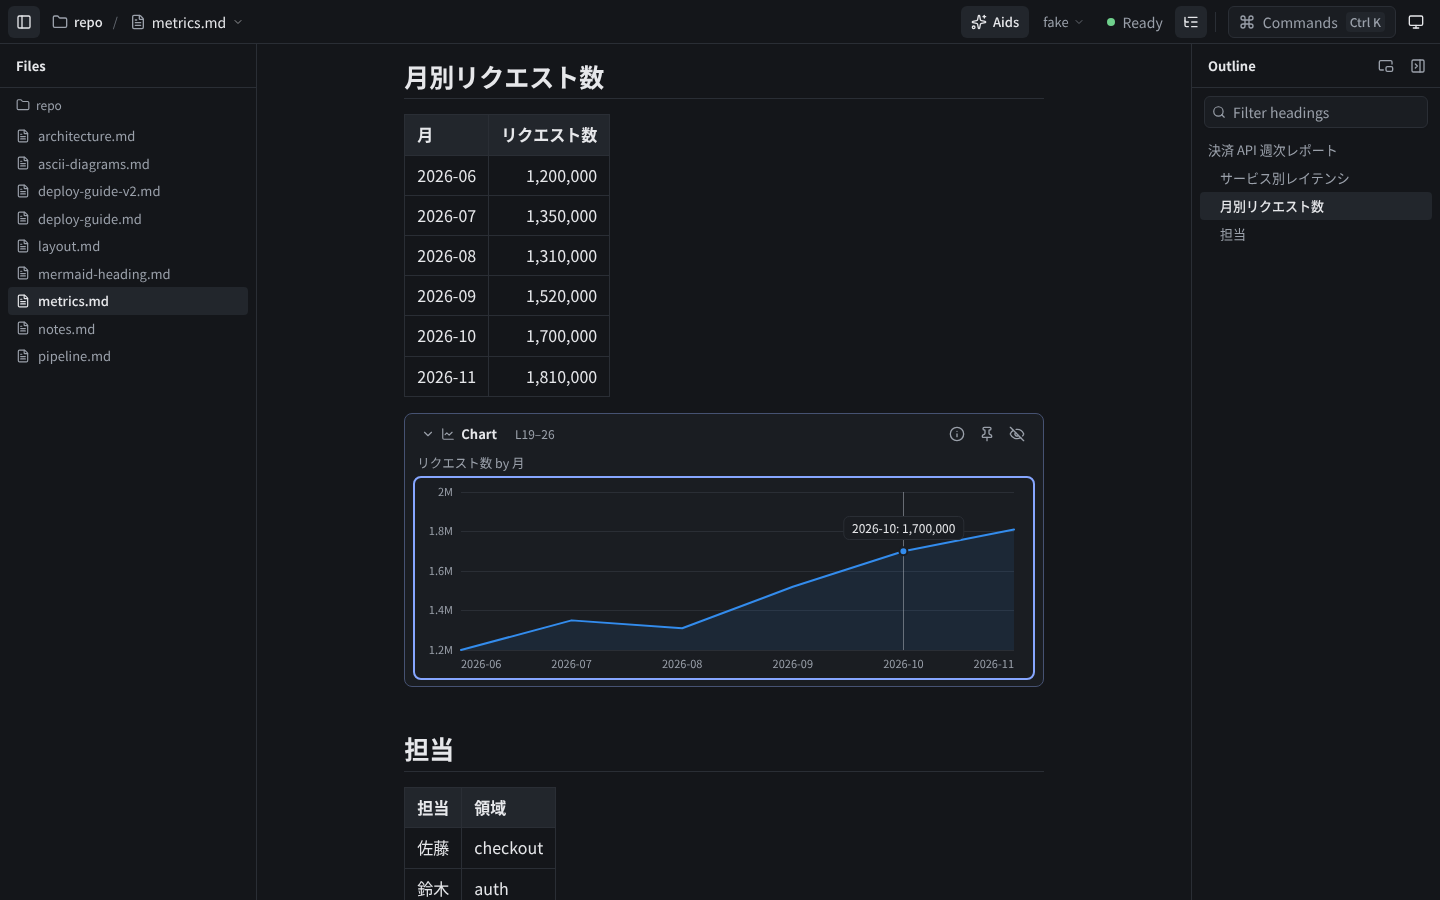 repo / metrics.md
Aids
fake
Ready
Commands Ctrl K
Files
repo
architecture.md
ascii-diagrams.md
deploy-guide-v2.md
deploy-guide.md
layout.md
mermaid-heading.md
metrics.md
notes.md
pipeline.md
月別リクエスト数
月 リクエスト数
2026-06 1,200,000
2026-07 1,350,000
2026-08 1,310,000
2026-09 1,520,000
2026-10 1,700,000
2026-11 1,810,000
Chart L19–26
リクエスト数 by 月
2M
1.8M
1.6M
1.4M
1.2M
2026-10: 1,700,000
2026-06 2026-07 2026-08 2026-09 2026-10 2026-11
担当
担当 領域
佐藤 checkout
鈴木 auth
Outline
Filter headings
決済 API 週次レポート
サービス別レイテンシ
月別リクエスト数
担当